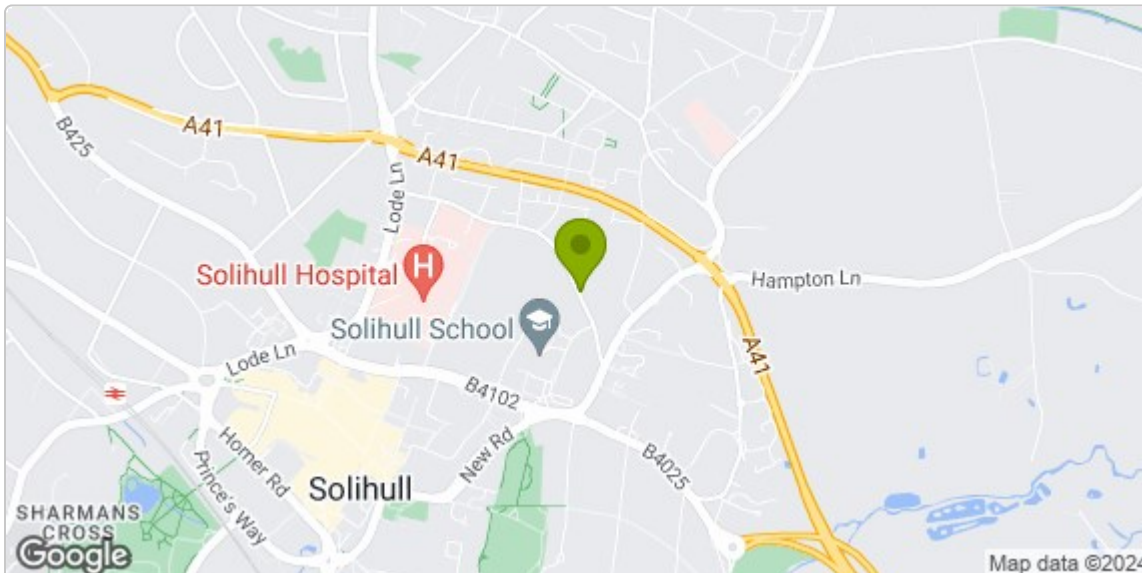 B425
A41
A41
Lode Ln
Solihull Hospital
H
Solihull School
Hampton Ln
A41
Lode Ln
B4102
New Rd
Homer Rd
Prince's Way
Solihull
B4025
SHARMANS
CROSS
Google
Map data ©2024